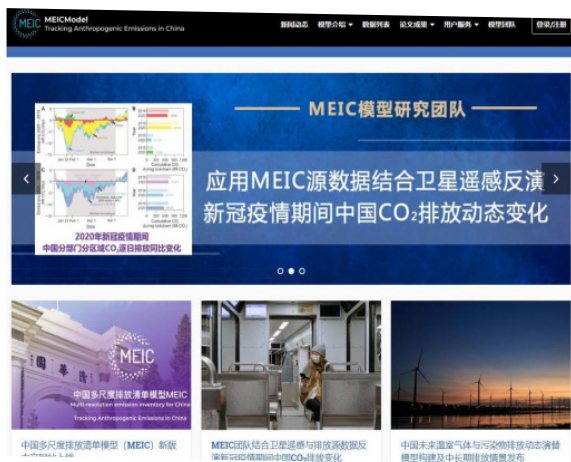 MEIC
MEICModel
Tracking Anthropogenic Emissions in China
新闻动态 模型介绍 数据列表 论文成果 用户服务 模型团队 登录/注册
MEIC模型研究团队
应用MEIC源数据结合卫星遥感反演
新冠疫情期间中国CO₂排放动态变化
2020年新冠疫情期间
中国分部门分区域CO₂逐日排放同比变化
MEIC
中国多尺度排放清单模型MEIC
Multi-resolution emission inventory for China
Tracking Anthropogenic Emissions in China
中国多尺度排放清单模型（MEIC）新版
MEIC团队结合卫星遥感与排放源数据反
演新冠疫情期间中国CO₂排放变化
中国未来温室气体与污染物排放动态演替
模型构建及中长期排放情景发布